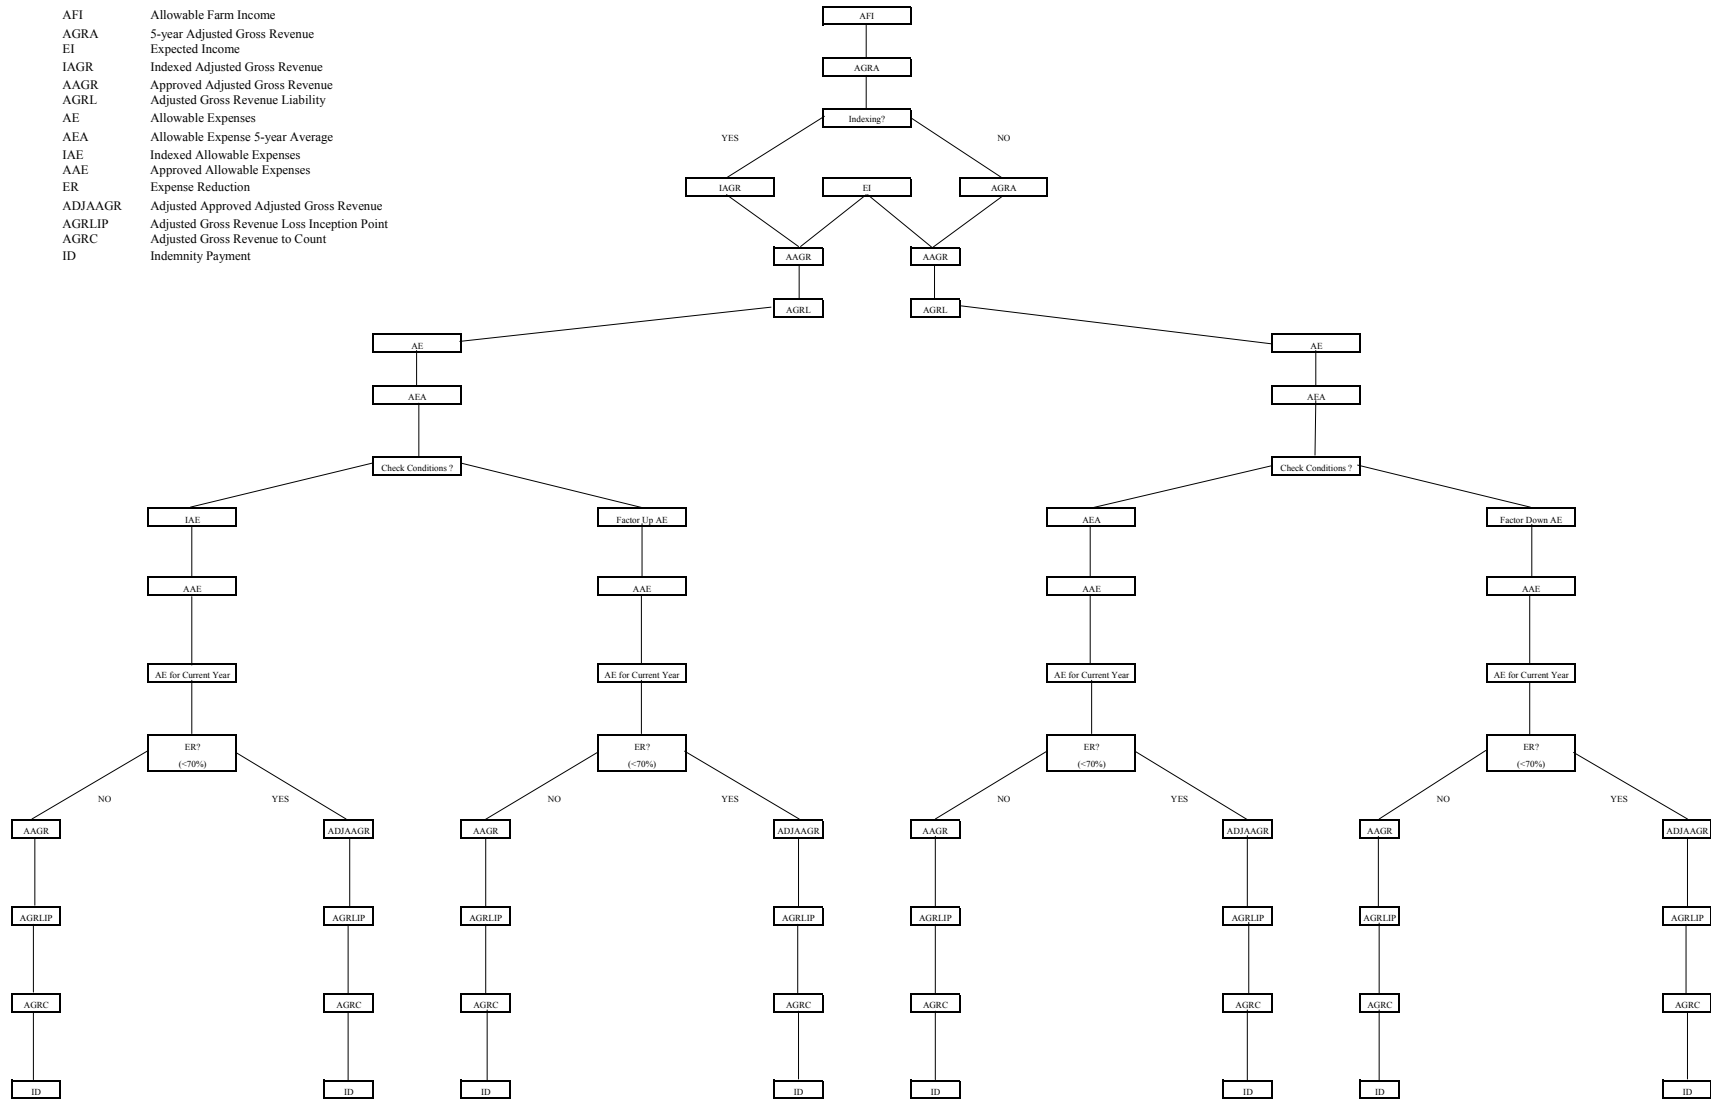 AFI Allowable Farm Income
AGRA 5-year Adjusted Gross Revenue
EI Expected Income
IAGR Indexed Adjusted Gross Revenue
AAGR Approved Adjusted Gross Revenue
AGRL Adjusted Gross Revenue Liability
AE Allowable Expenses
AEA Allowable Expense 5-year Average
IAE Indexed Allowable Expenses
AAE Approved Allowable Expenses
ER Expense Reduction
ADJAAGR Adjusted Approved Adjusted Gross Revenue
AGRLIP Adjusted Gross Revenue Loss Inception Point
AGRC Adjusted Gross Revenue to Count
ID Indemnity Payment
AFI
AGRA
Indexing?
YES NO
IAGR EI AGRA
AAGR AAGR
AGRL AGRL
AE AE
AEA AEA
Check Conditions ? Check Conditions ?
IAE Factor Up AE AEA Factor Down AE
AAE AAE AAE AAE
AE for Current Year AE for Current Year AE for Current Year AE for Current Year
ER? ER? ER? ER?
(<70%) (<70%) (<70%) (<70%)
NO YES NO YES NO YES NO YES
AAGR ADJAAGR AAGR ADJAAGR AAGR ADJAAGR AAGR ADJAAGR
AGRLIP AGRLIP AGRLIP AGRLIP AGRLIP AGRLIP AGRLIP AGRLIP
AGRC AGRC AGRC AGRC AGRC AGRC AGRC AGRC
ID ID ID ID ID ID ID ID